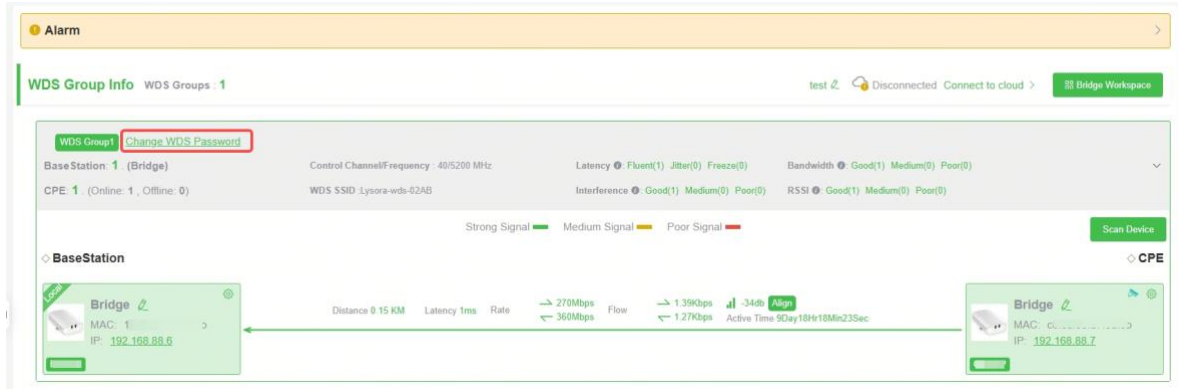 Alarm
WDS Group Info WDS Groups : 1
test Disconnected Connect to cloud > Bridge Workspace
WDS Group1 Change WDS Password
BaseStation: 1 . (Bridge) Control Channel/Frequency : 40/5200 MHz Latency : Fluent(1) Jitter(0) Freeze(0) Bandwidth : Good(1) Medium(0) Poor(0)
CPE: 1 . (Online: 1 , Offline: 0) WDS SSID :Lysora-wds-02AB Interference : Good(1) Medium(0) Poor(0) RSSI : Good(1) Medium(0) Poor(0)
Strong Signal Medium Signal Poor Signal
Scan Device
BaseStation
CPE
Local
Bridge
MAC: 1
IP: 192.168.88.6
Distance 0.15 KM Latency 1ms Rate
270Mbps
360Mbps
Flow
1.39Kbps
1.27Kbps
-34db Align
Active Time 9Day18Hr18Min23Sec
Bridge
MAC:
IP: 192.168.88.7